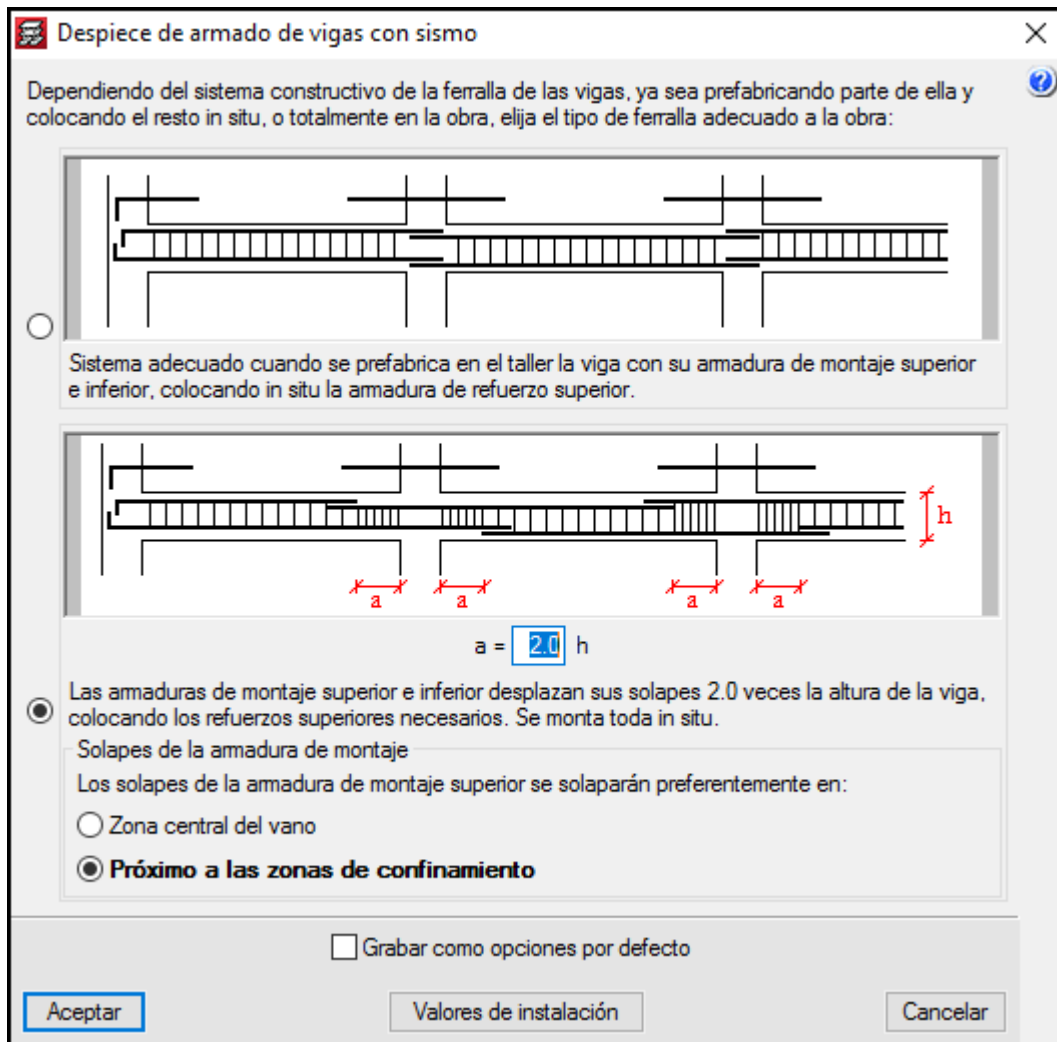 Despiece de armado de vigas con sismo
Dependiendo del sistema constructivo de la ferralla de las vigas, ya sea prefabricando parte de ella y
colocando el resto in situ, o totalmente en la obra, elija el tipo de ferralla adecuado a la obra:
Sistema adecuado cuando se prefabrica en el taller la viga con su armadura de montaje superior
e inferior, colocando in situ la armadura de refuerzo superior.
h
a a a a
a = 2.0 h
Las armaduras de montaje superior e inferior desplazan sus solapes 2.0 veces la altura de la viga,
colocando los refuerzos superiores necesarios. Se monta toda in situ.
Solapes de la armadura de montaje
Los solapes de la armadura de montaje superior se solaparán preferentemente en:
Zona central del vano
Próximo a las zonas de confinamiento
Grabar como opciones por defecto
Aceptar Valores de instalación Cancelar